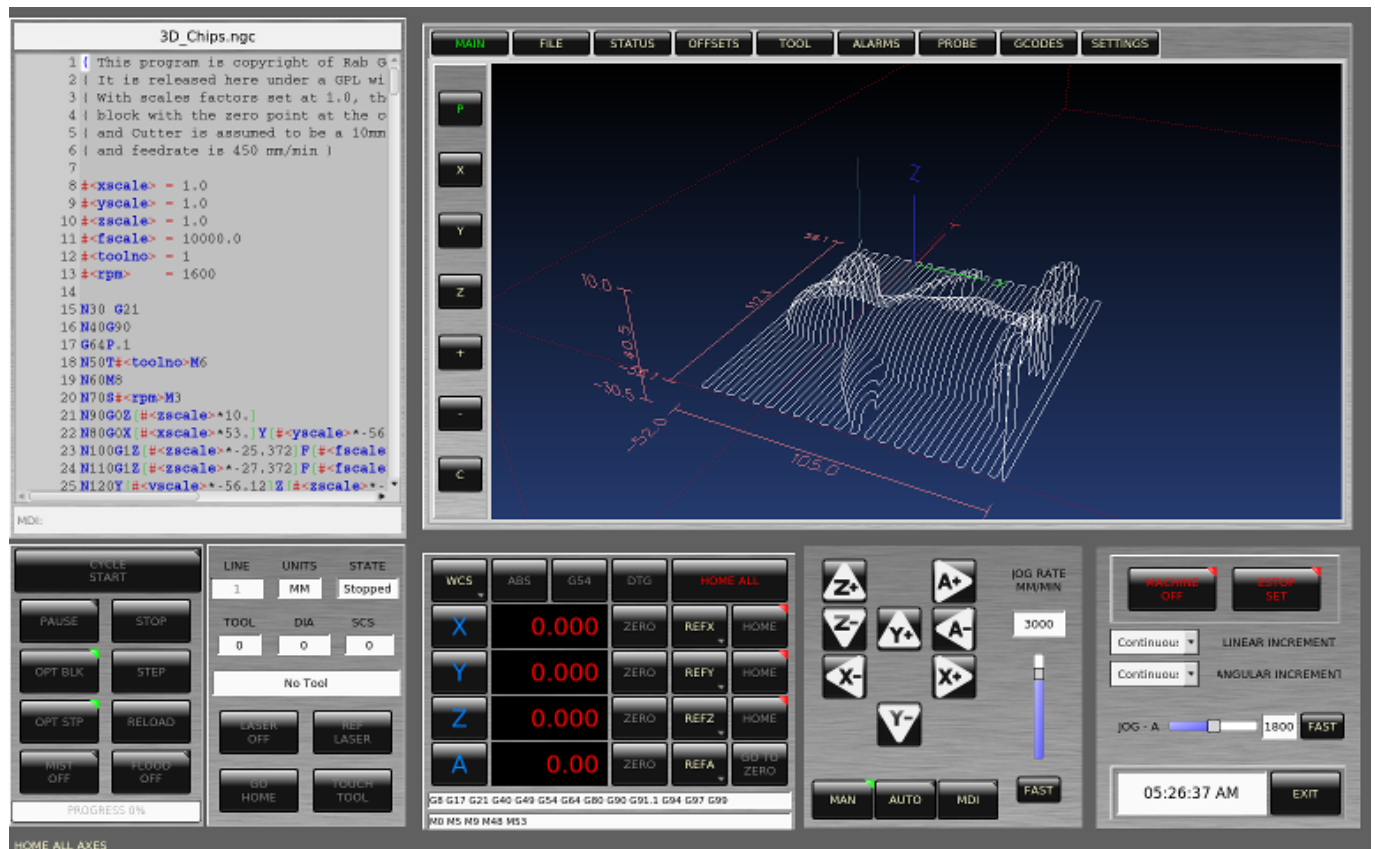 3D_Chips.ngc
1 ( This program is copyright of Rab G
2 ( It is released here under a GPL wi
3 ( With scales factors set at 1.0, th
4 ( block with the zero point at the c
5 ( and Cutter is assumed to be a 10mm
6 ( and feedrate is 450 mm/min )
7
8 #<xscale> = 1.0
9 #<yscale> = 1.0
10 #<zscale> = 1.0
11 #<fscale> = 10000.0
12 #<toolno> = 1
13 #<rpm> = 1600
14
15 N30 G21
16 N40G90
17 G64P.1
18 N50T#<toolno>M6
19 N60M8
20 N70S#<rpm>M3
21 N90G0Z[#<zscale>*10.]
22 N80G0X[#<xscale>*53.]Y[#<yscale>*-56
23 N100G1Z[#<zscale>*-25.372]F[#<fscale
24 N110G1Z[#<zscale>*-27.372]F[#<fscale
25 N120Y[#<yscale>*-56.12]Z[#<zscale>*-
MDI:
MAIN FILE STATUS OFFSETS TOOL ALARMS PROBE GCODES SETTINGS
P
X
Y
Z
+
-
C
Z
Y
10.0
40.5
-30.5
112.3
-52.0
105.0
CYCLE START
PAUSE STOP
OPT BLK STEP
OPT STP RELOAD
MIST OFF FLOOD OFF
PROGRESS 0%
LINE UNITS STATE
1 MM Stopped
TOOL DIA SCS
0 0 0
No Tool
LASER OFF REF LASER
GO HOME TOUCH TOOL
WCS ABS G54 DTG HOME ALL
X 0.000 ZERO REFX HOME
Y 0.000 ZERO REFY HOME
Z 0.000 ZERO REFZ HOME
A 0.00 ZERO REFA GO TO ZERO
G8 G17 G21 G40 G49 G54 G64 G80 G90 G91.1 G94 G97 G99
M0 M5 M9 M48 M53
Z+ A+
Z- Y+ A-
X- X+
Y-
JOG RATE
MM/MIN
3000
FAST
MAN AUTO MDI
MACHINE OFF ESTOP SET
Continuou: LINEAR INCREMENT
Continuou: ANGULAR INCREMENT
JOG - A 1800 FAST
05:26:37 AM EXIT
HOME ALL AXES